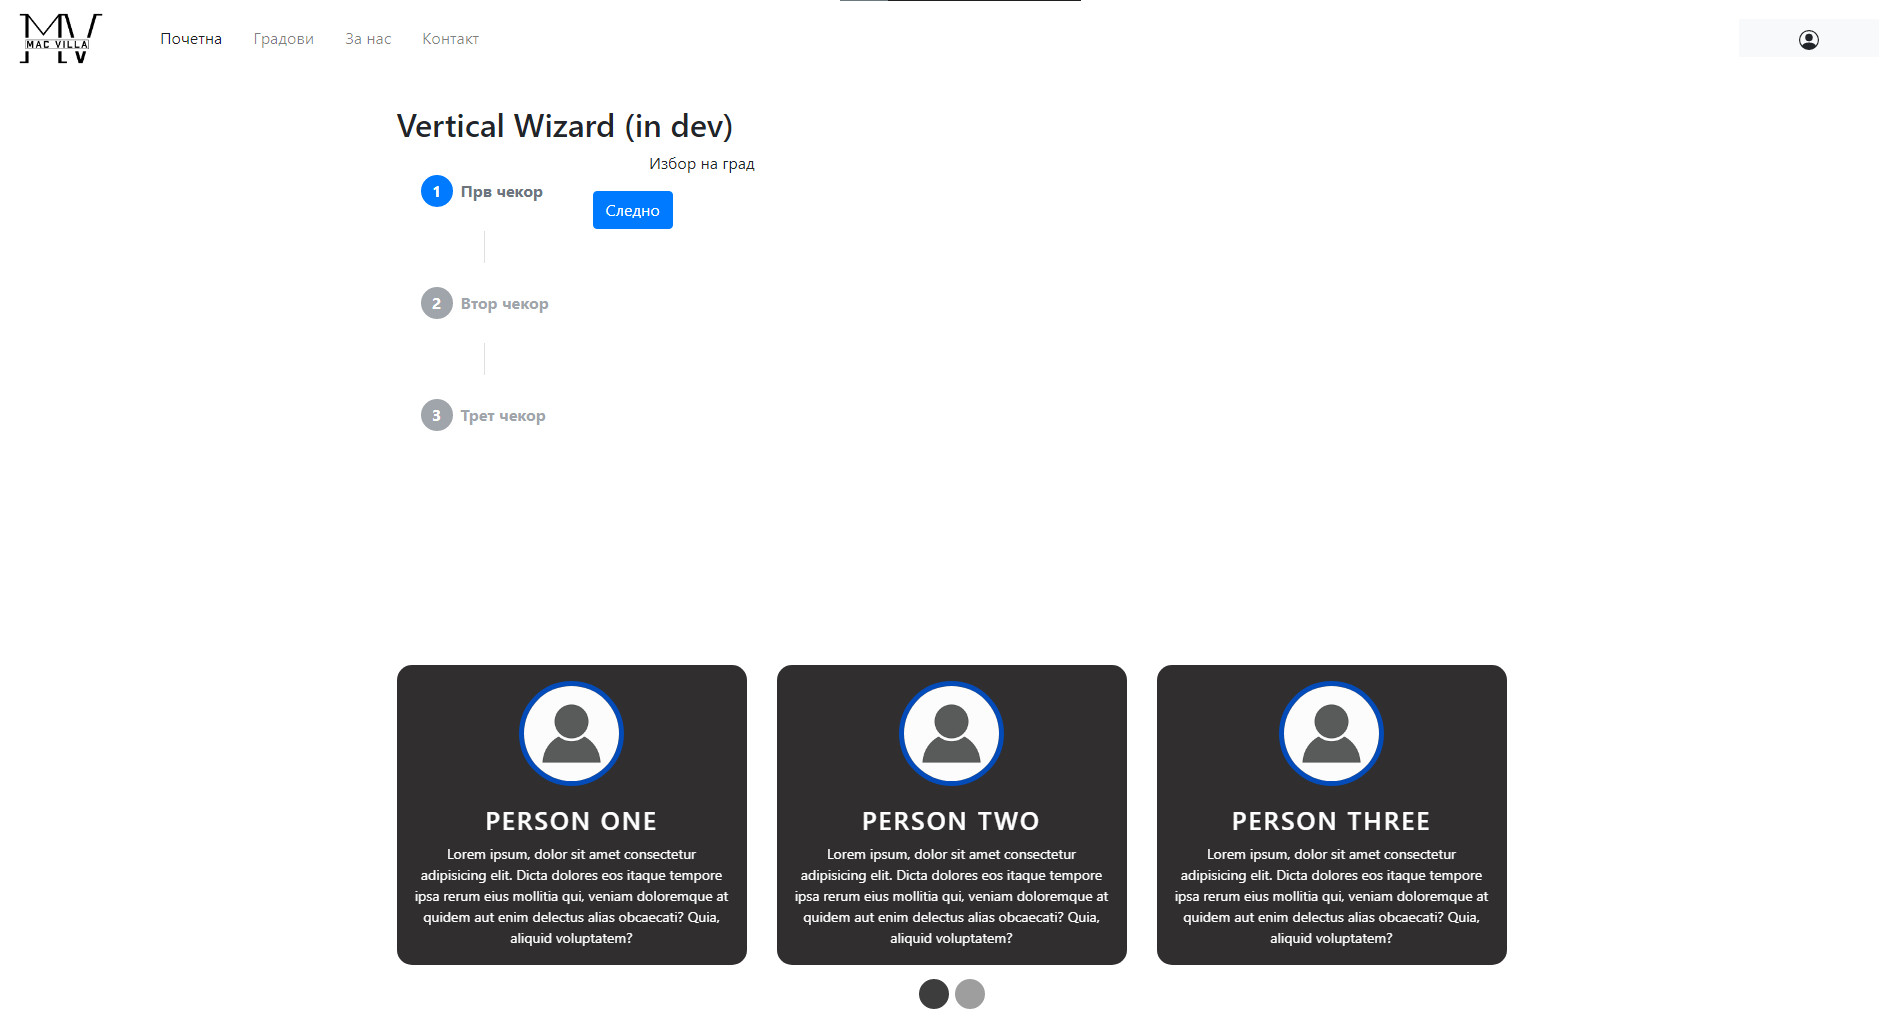 MV
MAC VILLA
Почетна
Градови
За нас
Контакт
Vertical Wizard (in dev)
1 Прв чекор
Избор на град
Следно
2 Втор чекор
3 Трет чекор
PERSON ONE
Lorem ipsum, dolor sit amet consectetur
adipisicing elit. Dicta dolores eos itaque tempore
ipsa rerum eius mollitia qui, veniam doloremque at
quidem aut enim delectus alias obcaecati? Quia,
aliquid voluptatem?
PERSON TWO
Lorem ipsum, dolor sit amet consectetur
adipisicing elit. Dicta dolores eos itaque tempore
ipsa rerum eius mollitia qui, veniam doloremque at
quidem aut enim delectus alias obcaecati? Quia,
aliquid voluptatem?
PERSON THREE
Lorem ipsum, dolor sit amet consectetur
adipisicing elit. Dicta dolores eos itaque tempore
ipsa rerum eius mollitia qui, veniam doloremque at
quidem aut enim delectus alias obcaecati? Quia,
aliquid voluptatem?